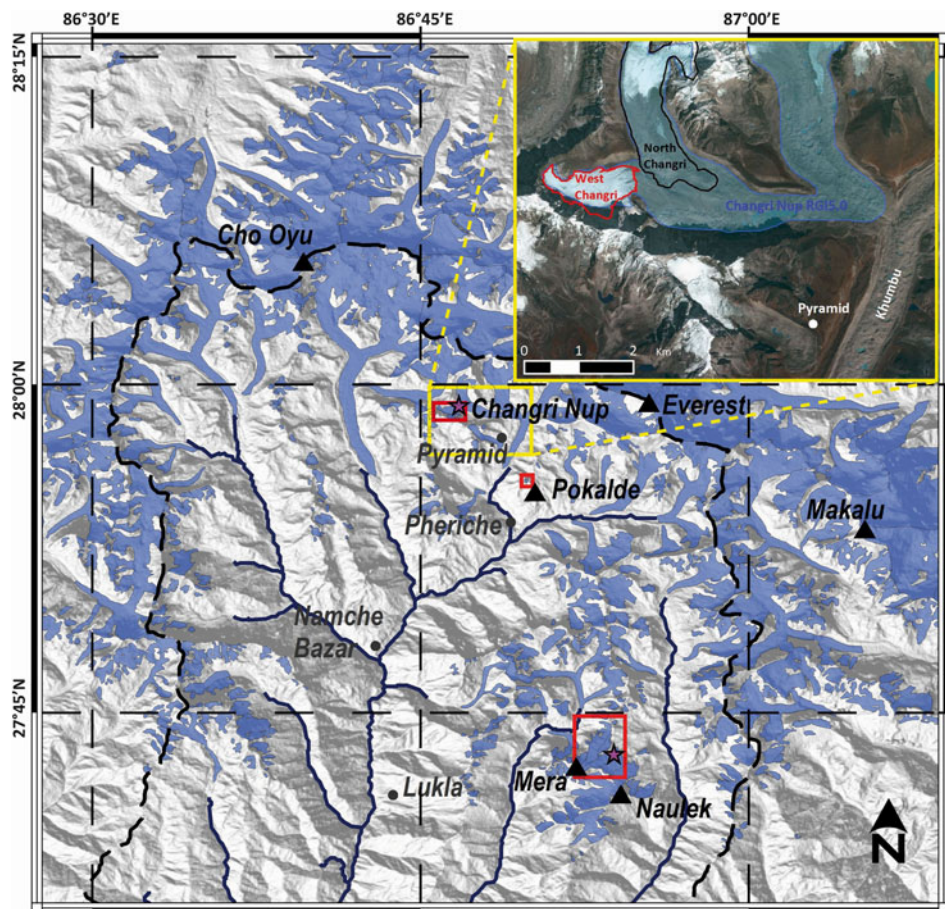 86°30'E
86°45'E
87°00'E
28°15'N
28°00'N
27°45'N
North
Changri
West
Changri
Changri Nup RGI5.0
Khumbu
Pyramid
0
1
2
Km
Cho Oyu
Changri Nup
Everest
Pyramid
Pokalde
Makalu
Pheriche
Namche
Bazar
Mera
Lukla
Naulek
N